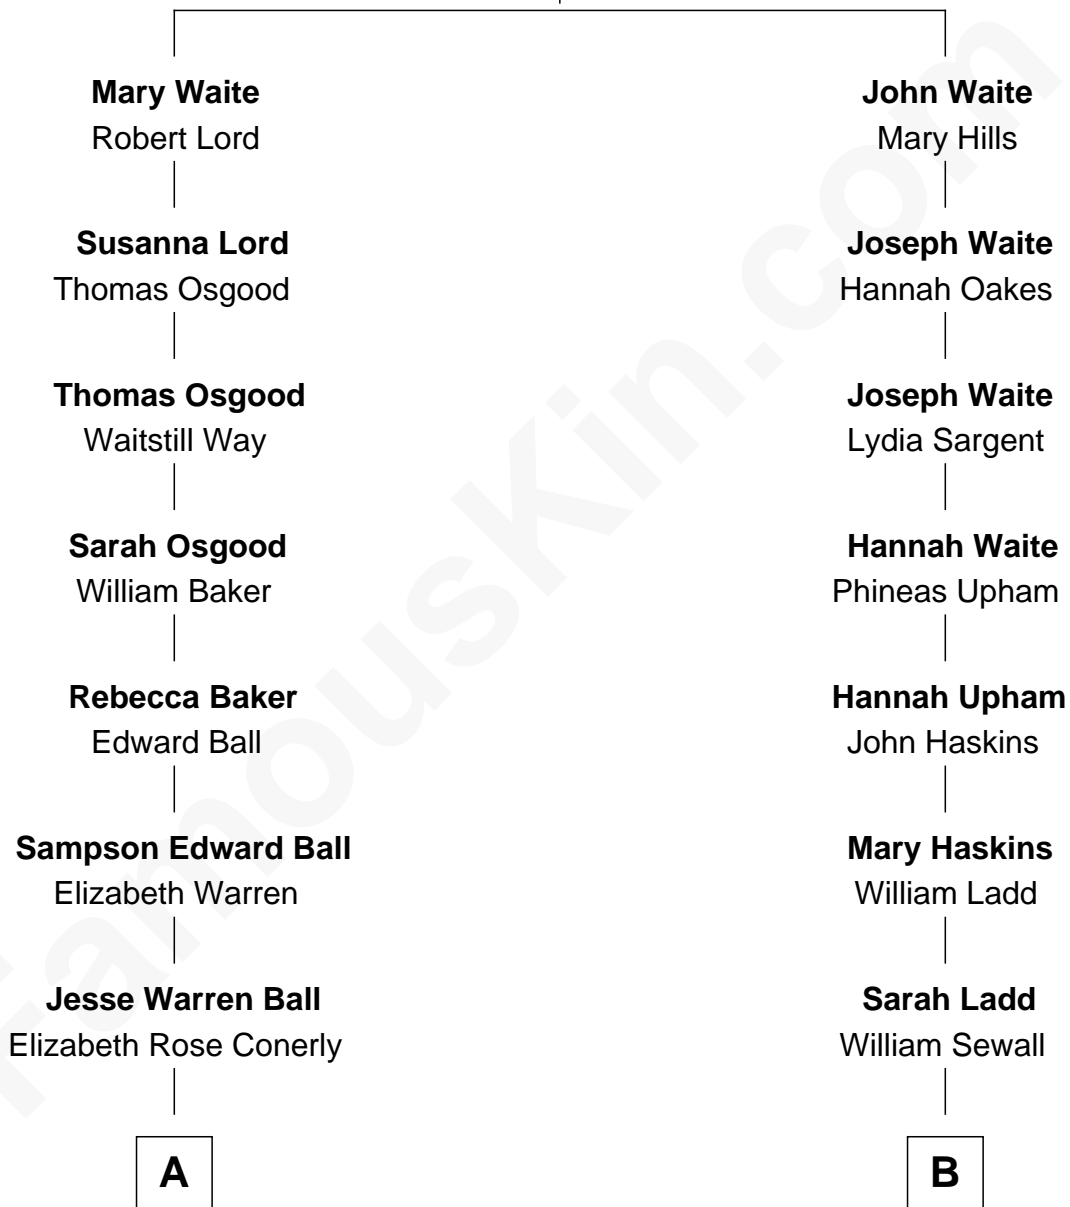 Mary Waite
Robert Lord
Susanna Lord
Thomas Osgood
Thomas Osgood
Waitstill Way
Sarah Osgood
William Baker
Rebecca Baker
Edward Ball
Sampson Edward Ball
Elizabeth Warren
Jesse Warren Ball
Elizabeth Rose Conerly
A
John Waite
Mary Hills
Joseph Waite
Hannah Oakes
Joseph Waite
Lydia Sargent
Hannah Waite
Phineas Upham
Hannah Upham
John Haskins
Mary Haskins
William Ladd
Sarah Ladd
William Sewall
B
FamousKin.com